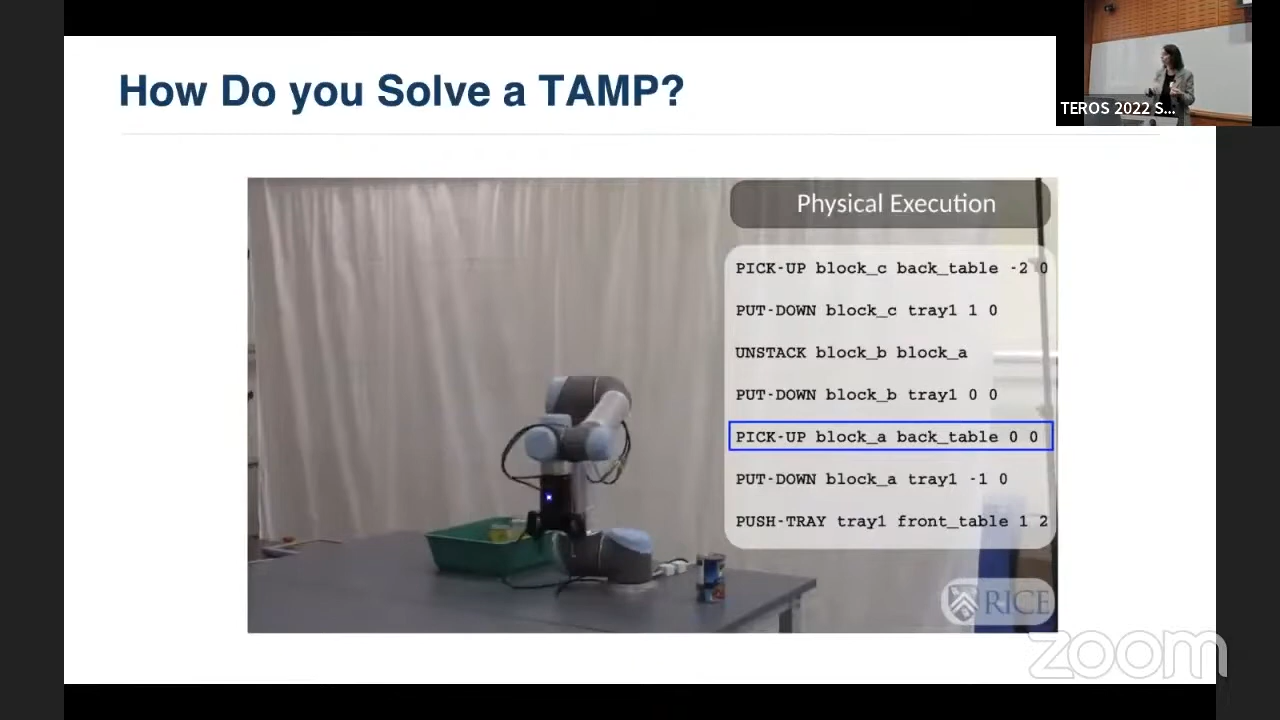 How Do you Solve a TAMP?
TEROS 2022 S...
Physical Execution
PICK-UP block_c back_table -2 0
PUT-DOWN block_c tray1 1 0
UNSTACK block_b block_a
PUT-DOWN block_b tray1 0 0
PICK-UP block_a back_table 0 0
PUT-DOWN block_a tray1 -1 0
PUSH-TRAY tray1 front_table 1 2
RICE
zoom